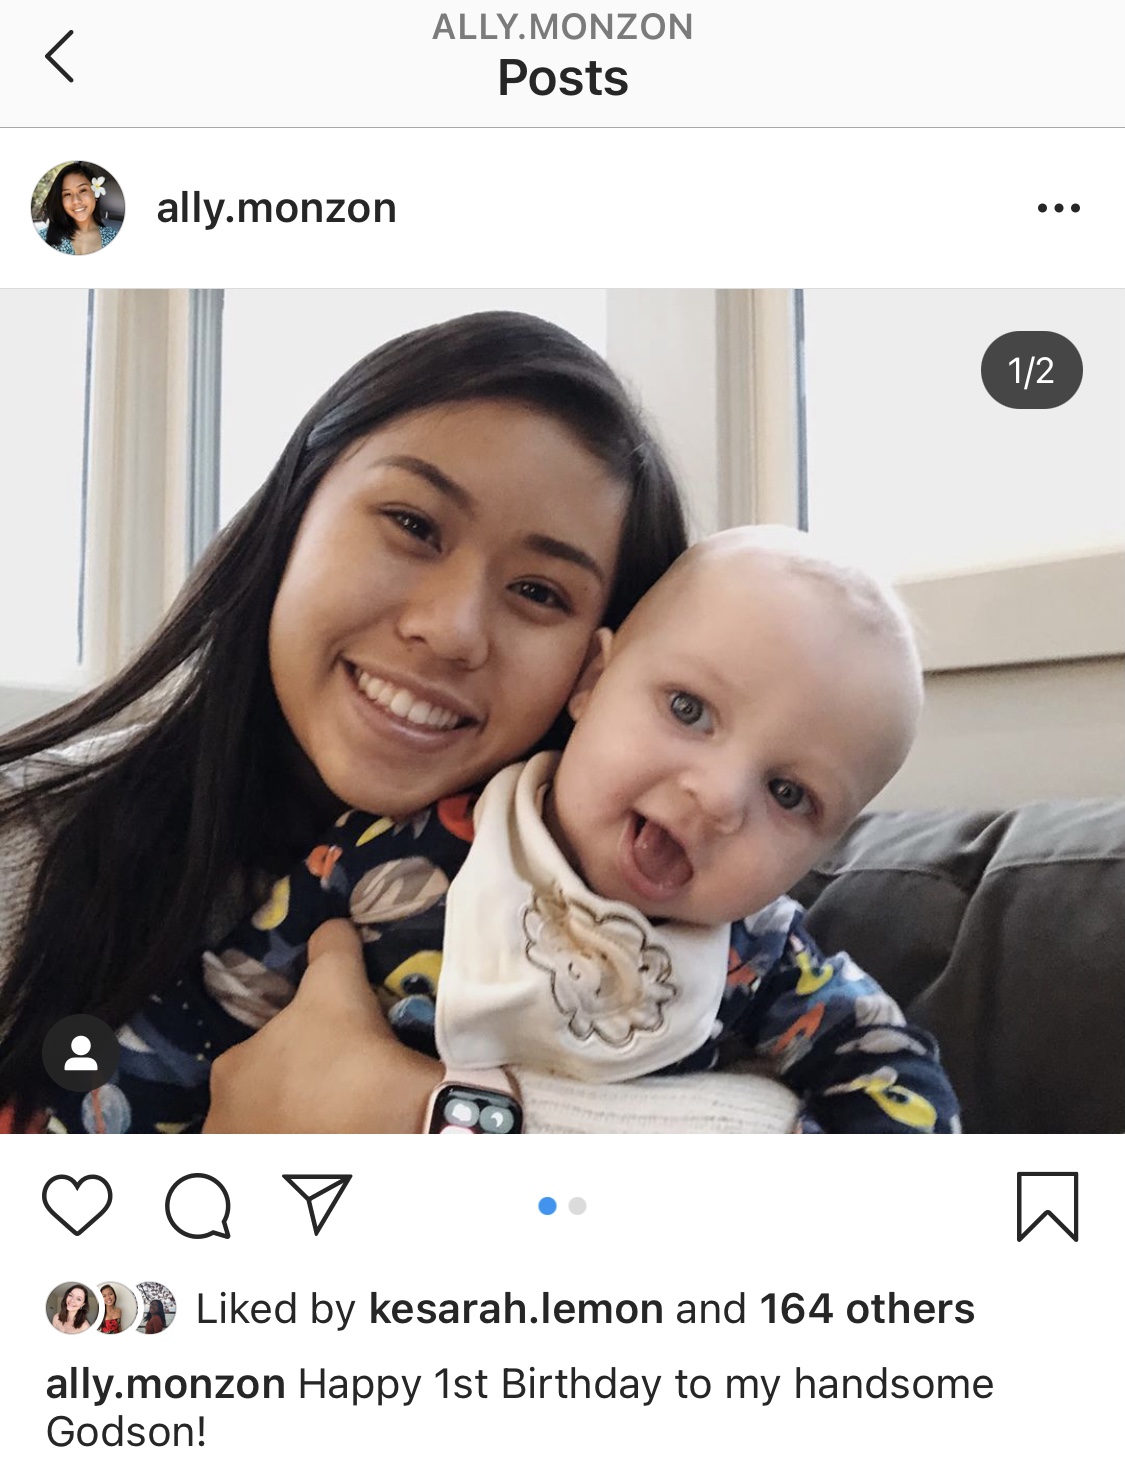 ALLY.MONZON
Posts
ally.monzon
1/2
Liked by kesarah.lemon and 164 others
ally.monzon Happy 1st Birthday to my handsome
Godson!